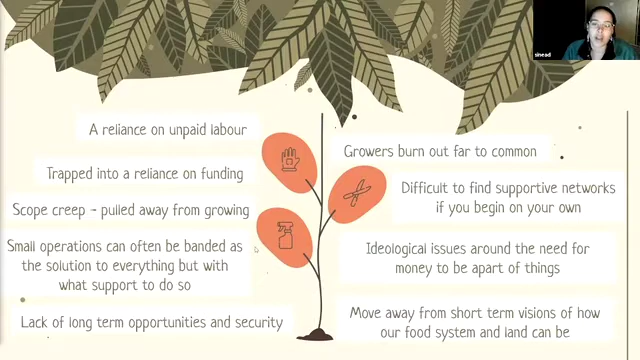 sinead
A reliance on unpaid labour
Trapped into a reliance on funding
Scope creep - pulled away from growing
Small operations can often be banded as
the solution to everything but with
what support to do so
Lack of long term opportunities and security
Growers burn out far to common
Difficult to find supportive networks
if you begin on your own
Ideological issues around the need for
money to be apart of things
Move away from short term visions of how
our food system and land can be